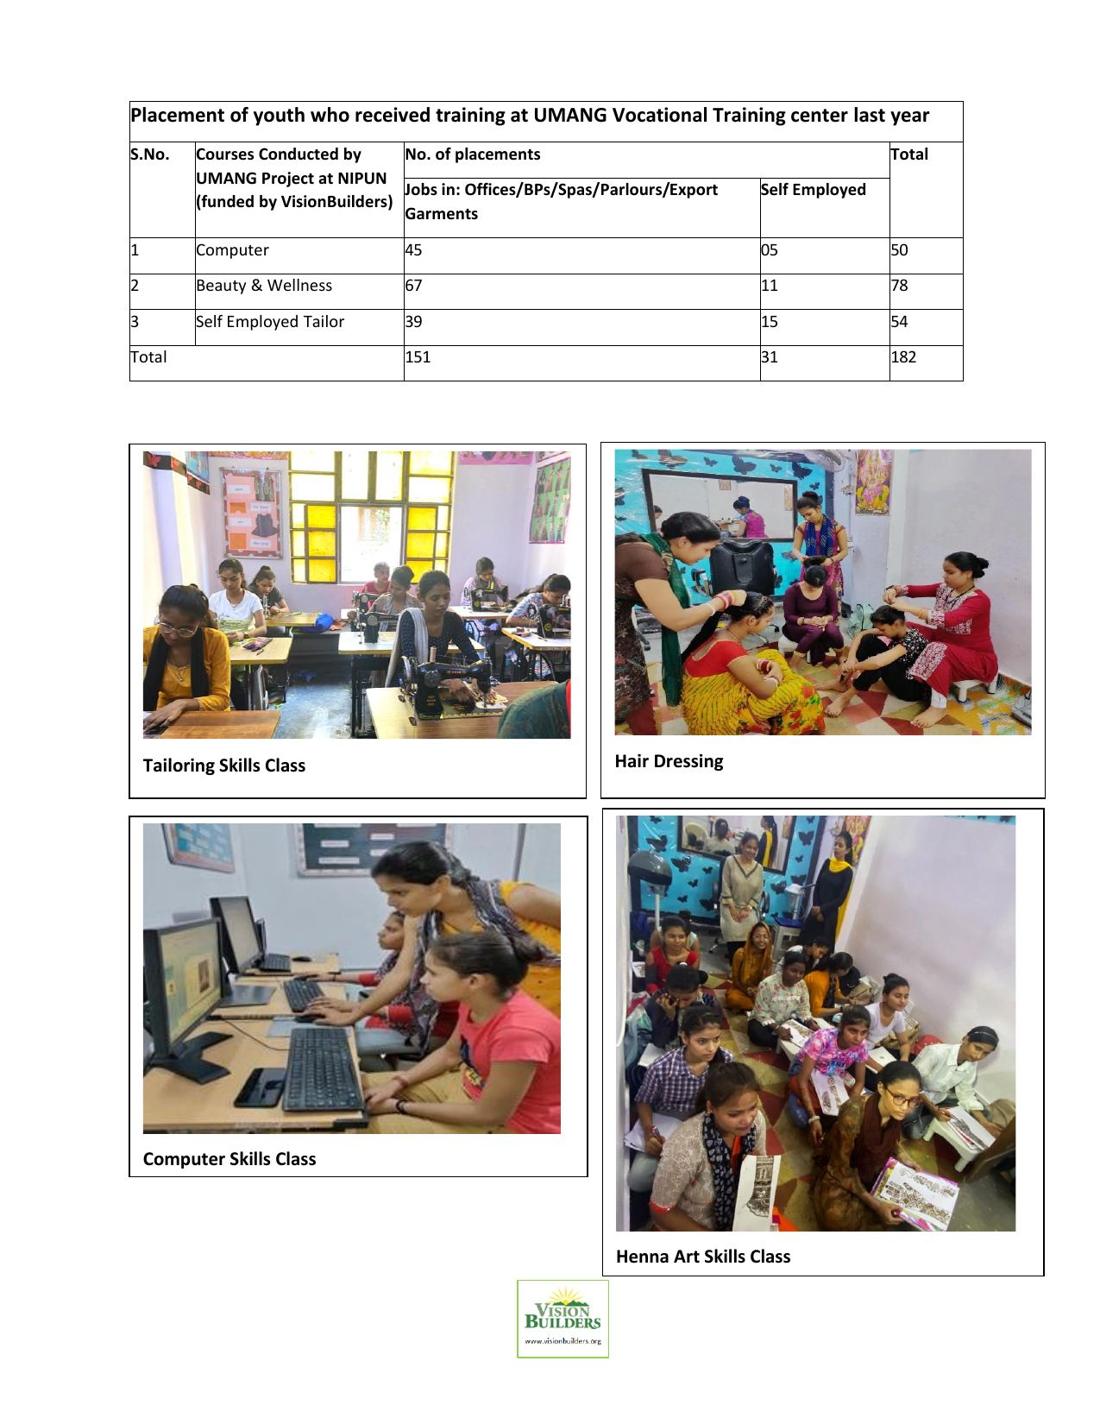 Placement of youth who received training at UMANG Vocational Training center last year
S.No.
Courses Conducted by
UMANG Project at NIPUN
(funded by VisionBuilders)
No. of placements
Total
Jobs in: Offices/BPs/Spas/Parlours/Export
Garments
Self Employed
1 Computer 45 05 50
2 Beauty & Wellness 67 11 78
3 Self Employed Tailor 39 15 54
Total 151 31 182
Tailoring Skills Class
Hair Dressing
Computer Skills Class
Henna Art Skills Class
VISION
BUILDERS
www.visionbuilders.org